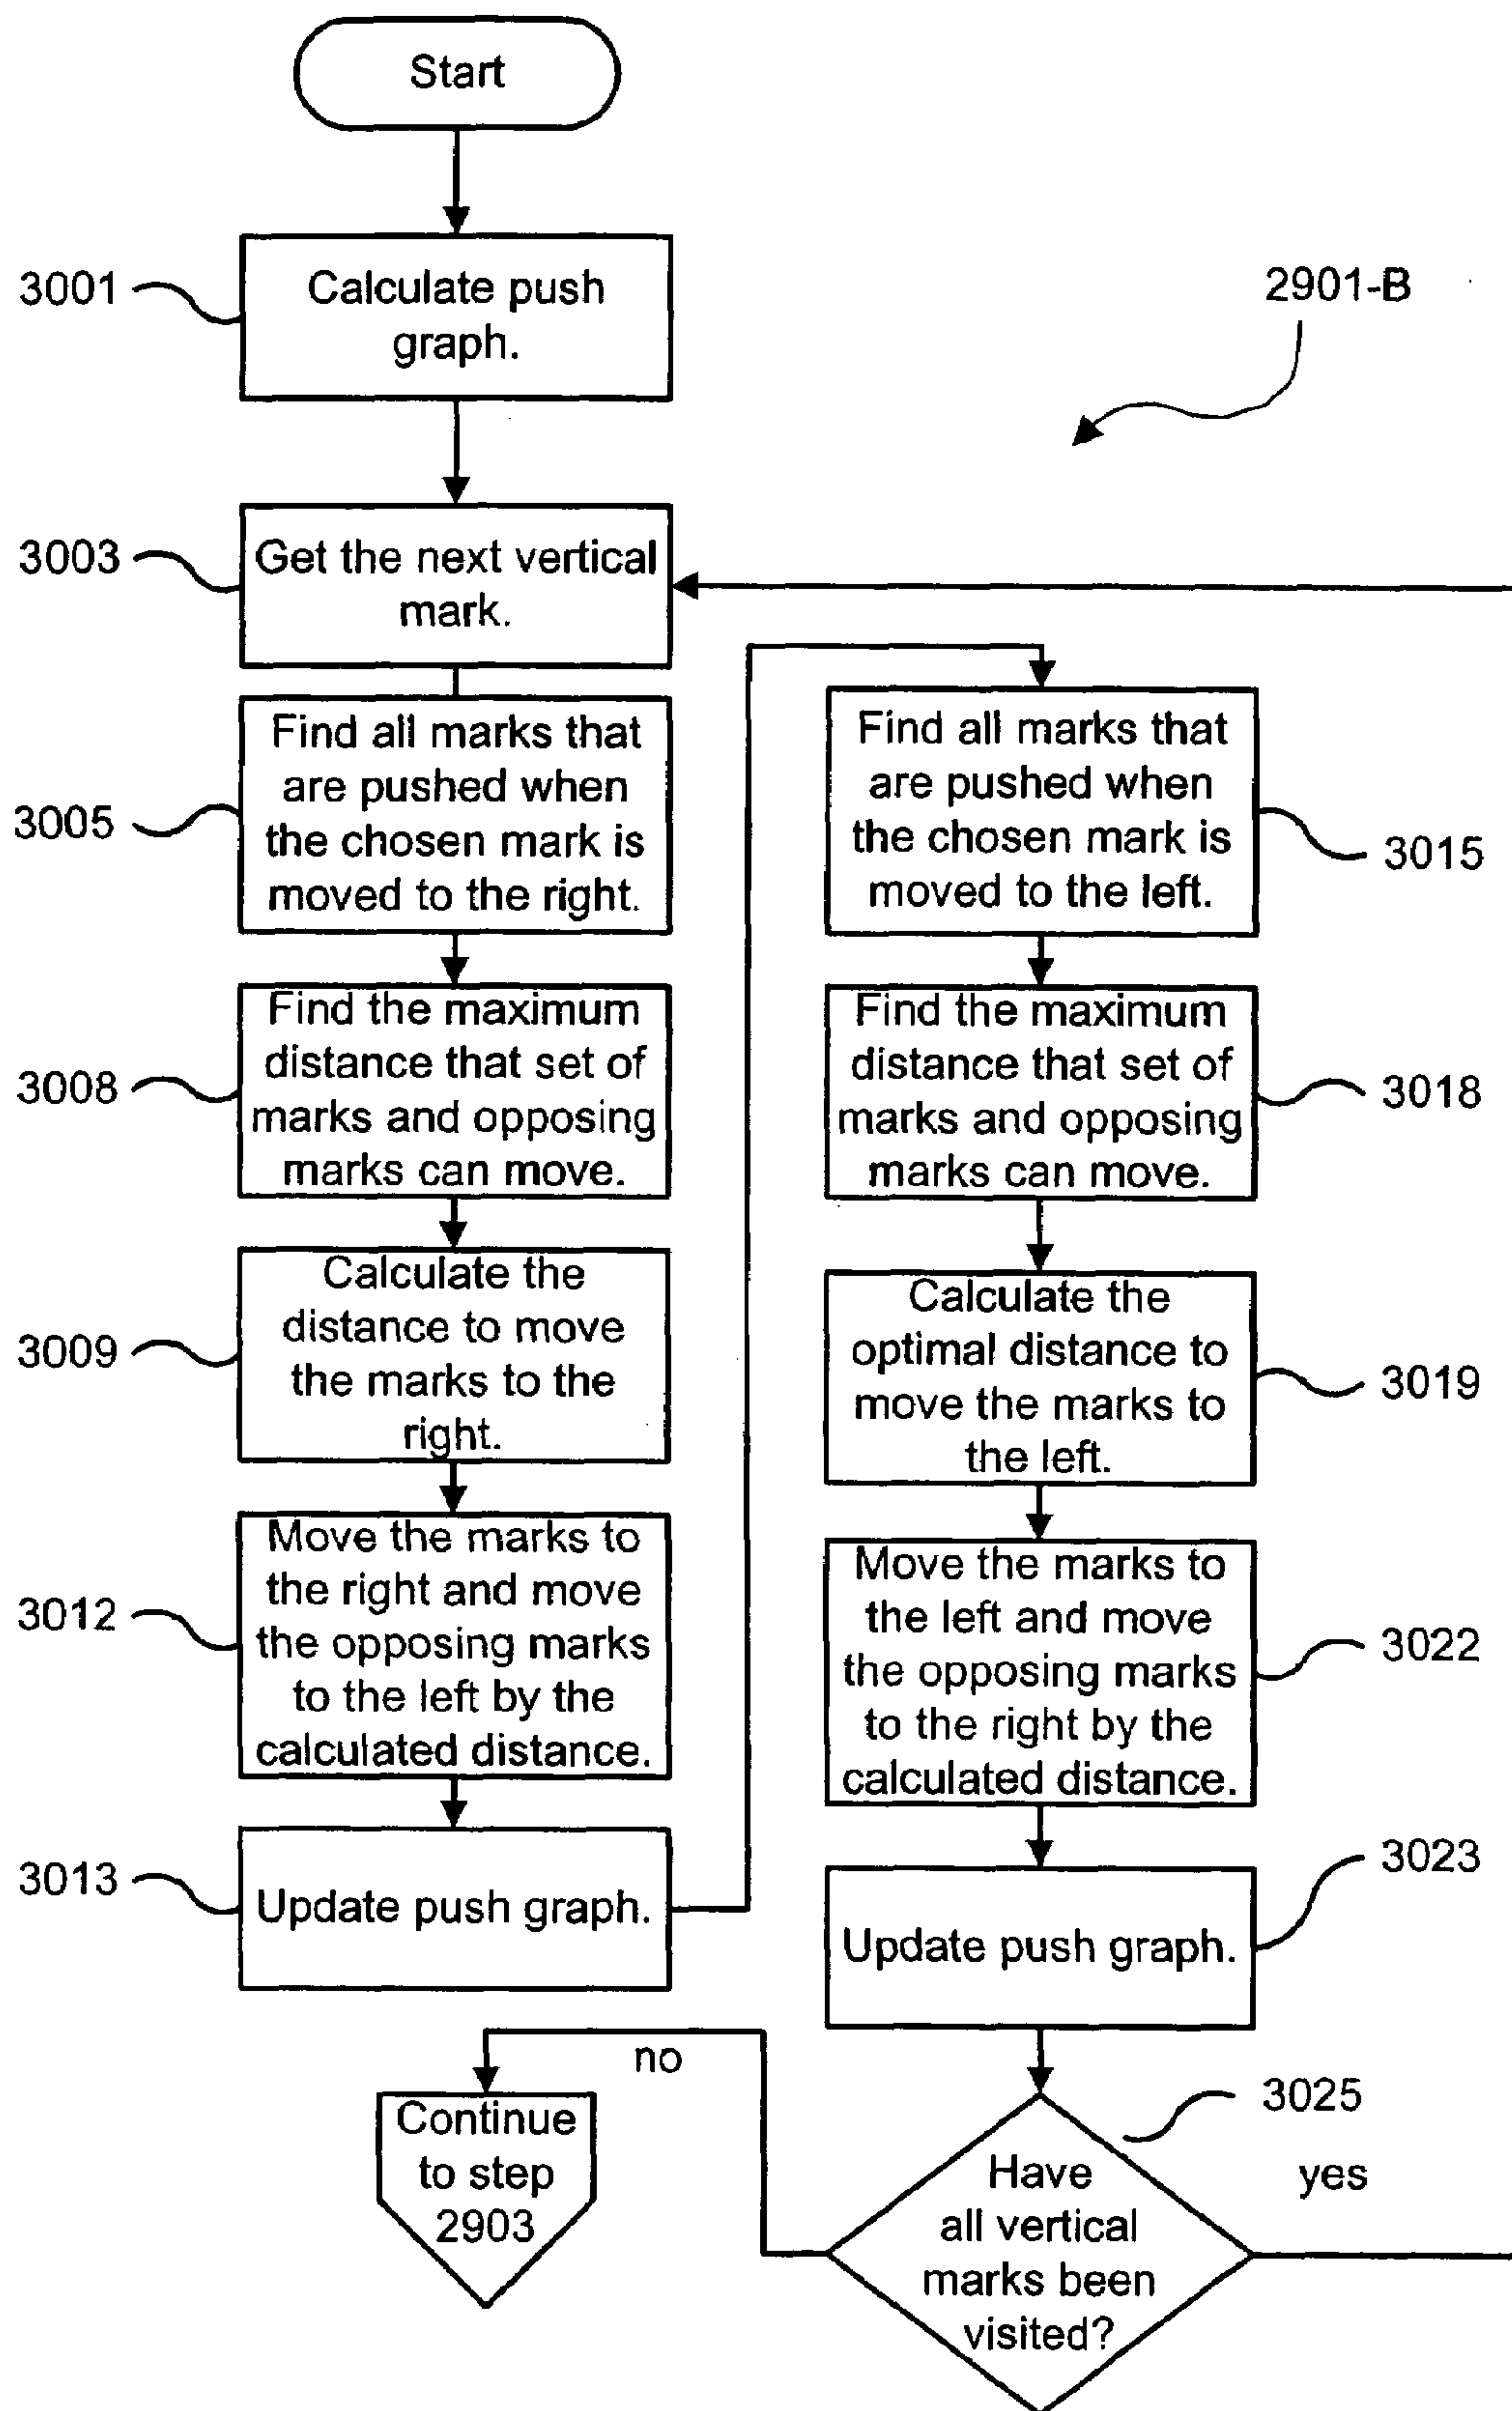 Start
3001
Calculate push
graph.
2901-B
3003
Get the next vertical
mark.
3005
Find all marks that
are pushed when
the chosen mark is
moved to the right.
3008
Find the maximum
distance that set of
marks and opposing
marks can move.
3009
Calculate the
distance to move
the marks to the
right.
3012
Move the marks to
the right and move
the opposing marks
to the left by the
calculated distance.
3013
Update push graph.
Find all marks that
are pushed when
the chosen mark is
moved to the left.
3015
Find the maximum
distance that set of
marks and opposing
marks can move.
3018
Calculate the
optimal distance to
move the marks to
the left.
3019
Move the marks to
the left and move
the opposing marks
to the right by the
calculated distance.
3022
Update push graph.
3023
Have
all vertical
marks been
visited?
3025
yes
no
Continue
to step
2903